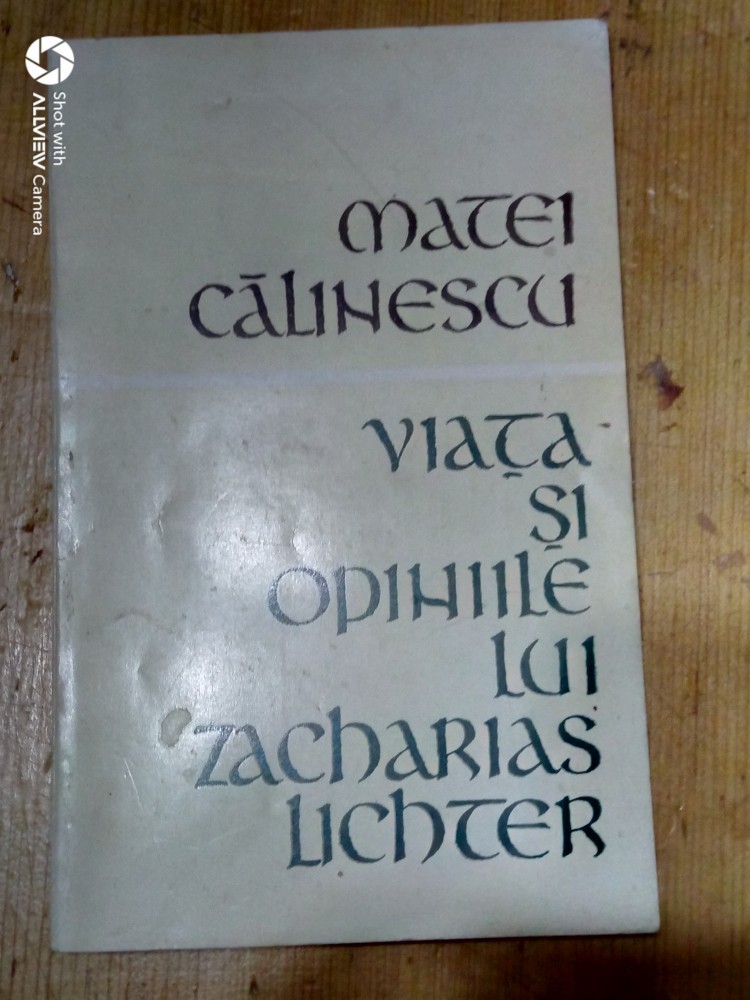 Shot with
ALLVIEW Camera
MATEI
CĂLINESCU
VIAȚA
ȘI
OPINIILE
LUI
ZACHARIAS
LICHTER